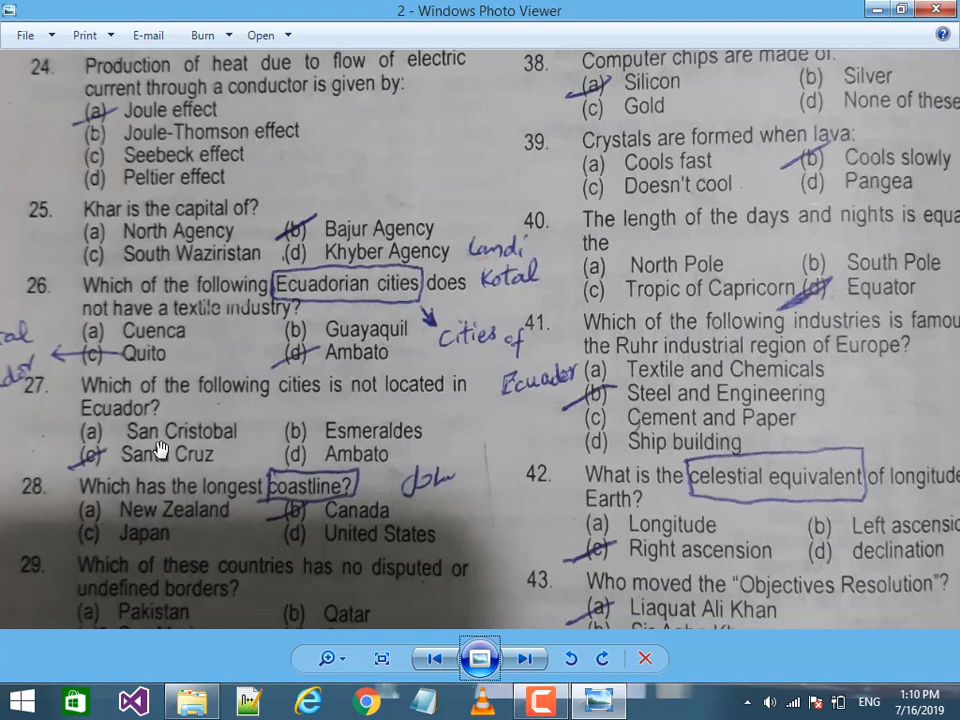 2 - Windows Photo Viewer
File Print E-mail Burn Open
24. Production of heat due to flow of electric
current through a conductor is given by:
(a) Joule effect
(b) Joule-Thomson effect
(c) Seebeck effect
(d) Peltier effect
25. Khar is the capital of?
(a) North Agency (b) Bajur Agency
(c) South Waziristan (d) Khyber Agency Landi
Kotal
26. Which of the following Ecuadorian cities does
not have a textile industry?
(a) Cuenca (b) Guayaquil
(c) Quito (d) Ambato
Cities of
Ecuador
27. Which of the following cities is not located in
Ecuador?
(a) San Cristobal (b) Esmeraldes
(c) Santa Cruz (d) Ambato
28. Which has the longest coastline?
(a) New Zealand (b) Canada
(c) Japan (d) United States
29. Which of these countries has no disputed or
undefined borders?
(a) Pakistan (b) Qatar
38. Computer chips are made of:
(a) Silicon (b) Silver
(c) Gold (d) None of these
39. Crystals are formed when lava:
(a) Cools fast (b) Cools slowly
(c) Doesn't cool (d) Pangea
40. The length of the days and nights is equa
the
(a) North Pole (b) South Pole
(c) Tropic of Capricorn (d) Equator
41. Which of the following industries is famou
the Ruhr industrial region of Europe?
(a) Textile and Chemicals
(b) Steel and Engineering
(c) Cement and Paper
(d) Ship building
42. What is the celestial equivalent of longitude
Earth?
(a) Longitude (b) Left ascensio
(c) Right ascension (d) declination
43. Who moved the "Objectives Resolution"?
(a) Liaquat Ali Khan
ENG
1:10 PM
7/16/2019